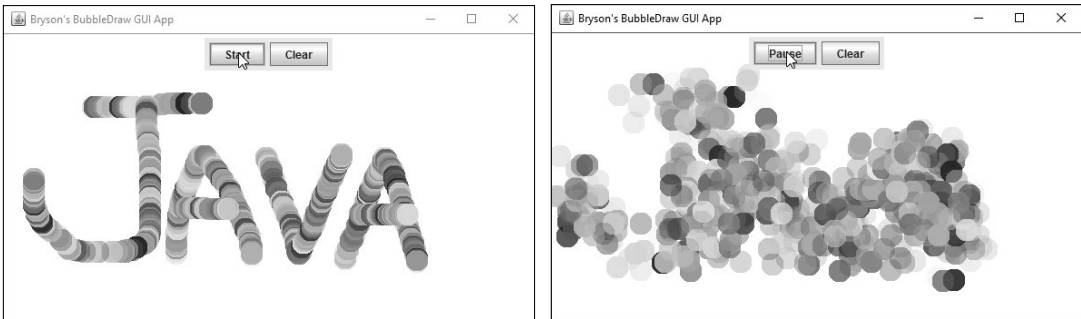 Bryson's BubbleDraw GUI App
Start Clear
JAVA
Bryson's BubbleDraw GUI App
Pause Clear